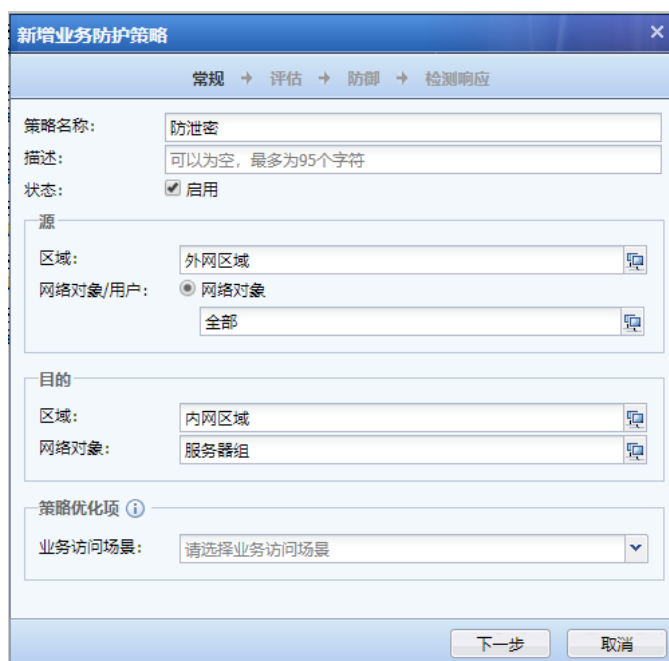 新增业务防护策略
常规 → 评估 → 防御 → 检测响应
策略名称： 防泄密
描述： 可以为空，最多为95个字符
状态： 启用
源
区域： 外网区域
网络对象/用户： 网络对象
全部
目的
区域： 内网区域
网络对象： 服务器组
策略优化项
业务访问场景： 请选择业务访问场景
下一步 取消